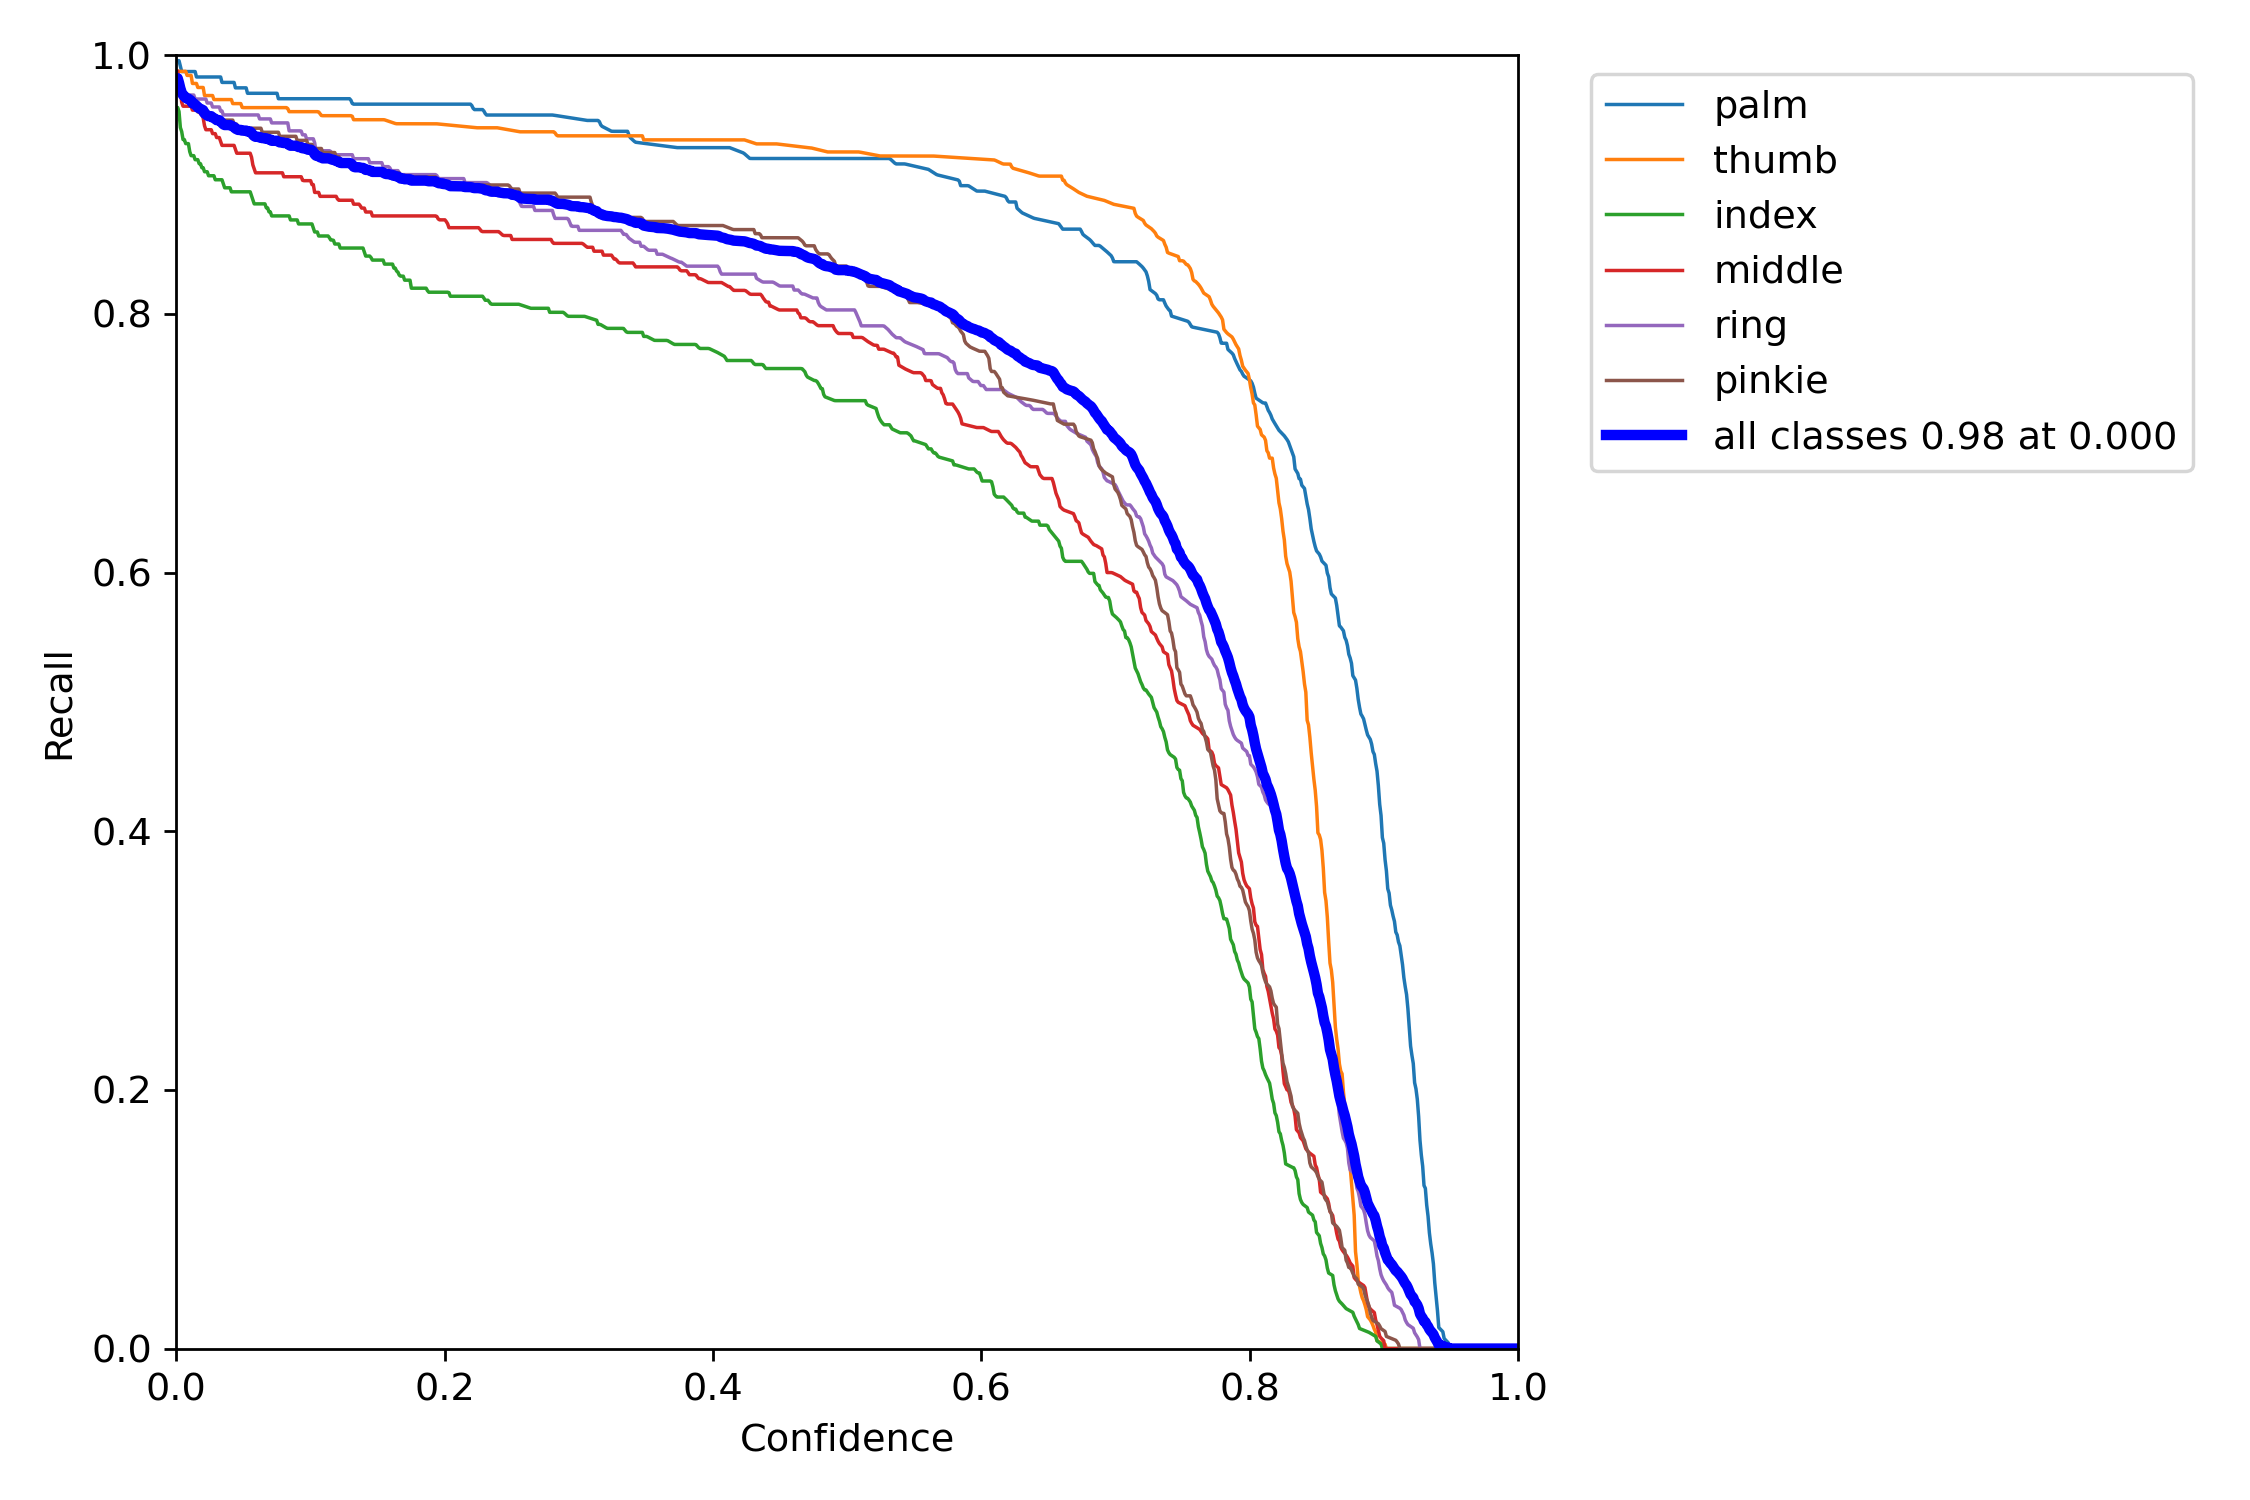 1.0
0.8
0.6
0.4
0.2
0.0
0.0 0.2 0.4 0.6 0.8 1.0
Recall
Confidence
palm
thumb
index
middle
ring
pinkie
all classes 0.98 at 0.000